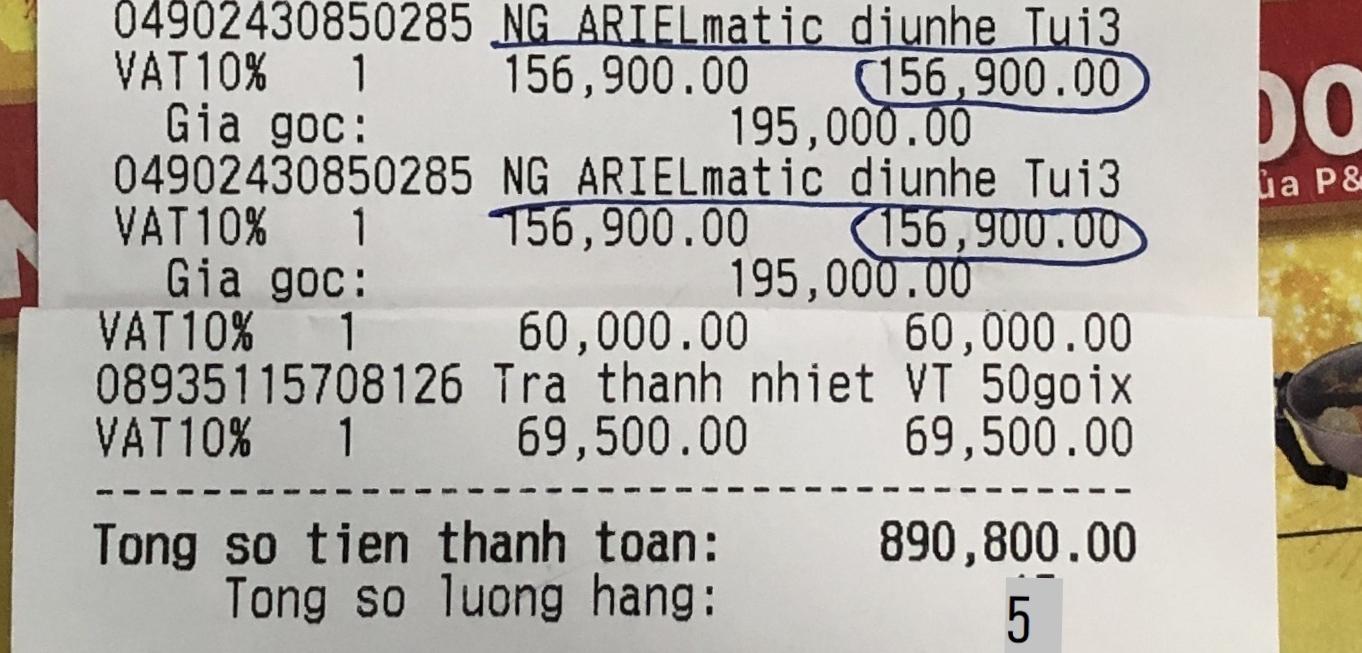 04902430850285 NG ARIELmatic diunhe Tui3
VAT10% 1 156,900.00 156,900.00
Gia goc: 195,000.00
04902430850285 NG ARIELmatic diunhe Tui3
VAT10% 1 156,900.00 156,900.00
Gia goc: 195,000.00
VAT10% 1 60,000.00 60,000.00
08935115708126 Tra thanh nhiet VT 50goix
VAT10% 1 69,500.00 69,500.00
Tong so tien thanh toan: 890,800.00
Tong so luong hang: 5
ủa P&